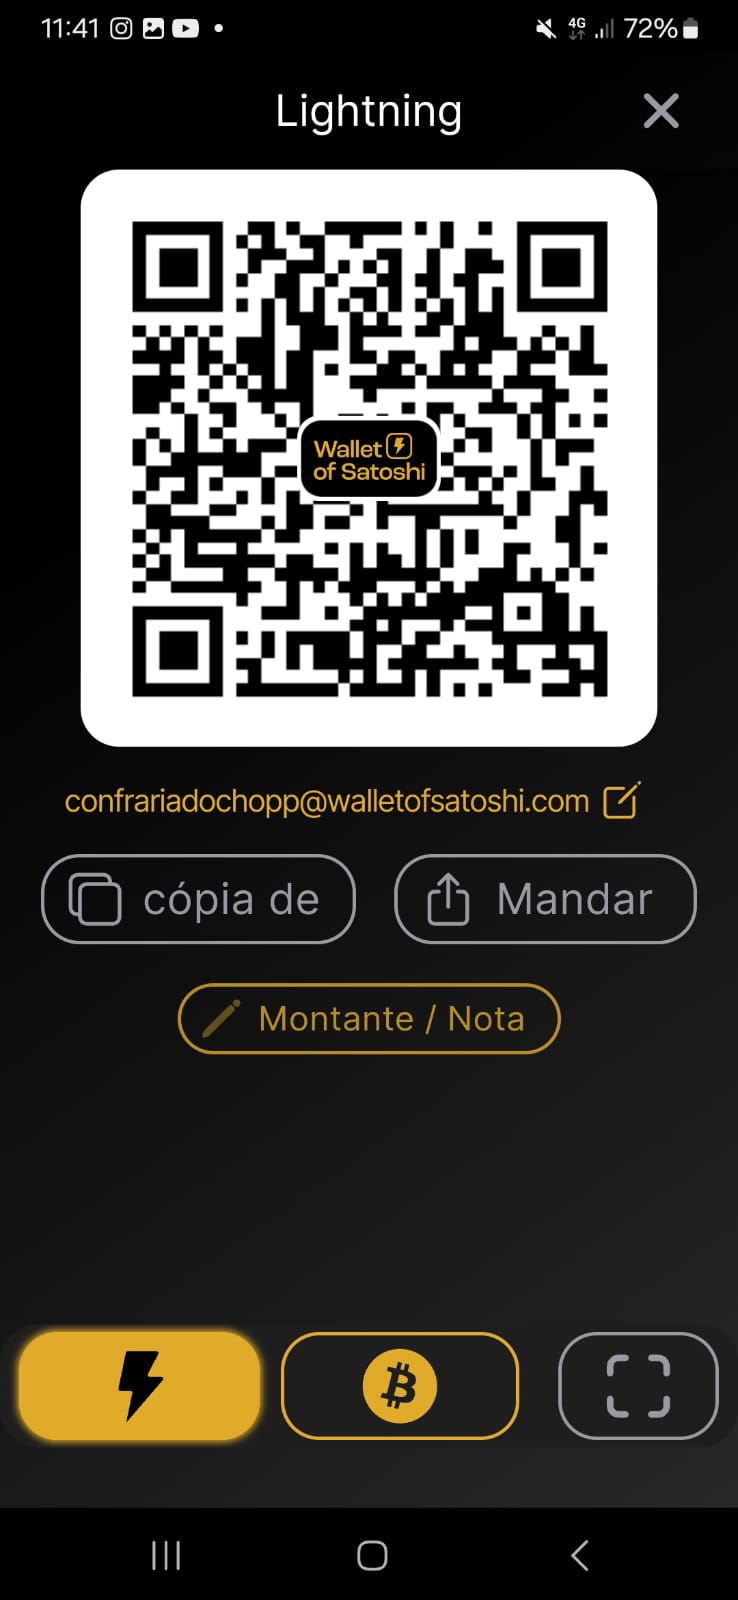 11:41
4G
72%
Lightning
Wallet
of Satoshi
confrariadochopp@walletofsatoshi.com
cópia de
Mandar
Montante / Nota